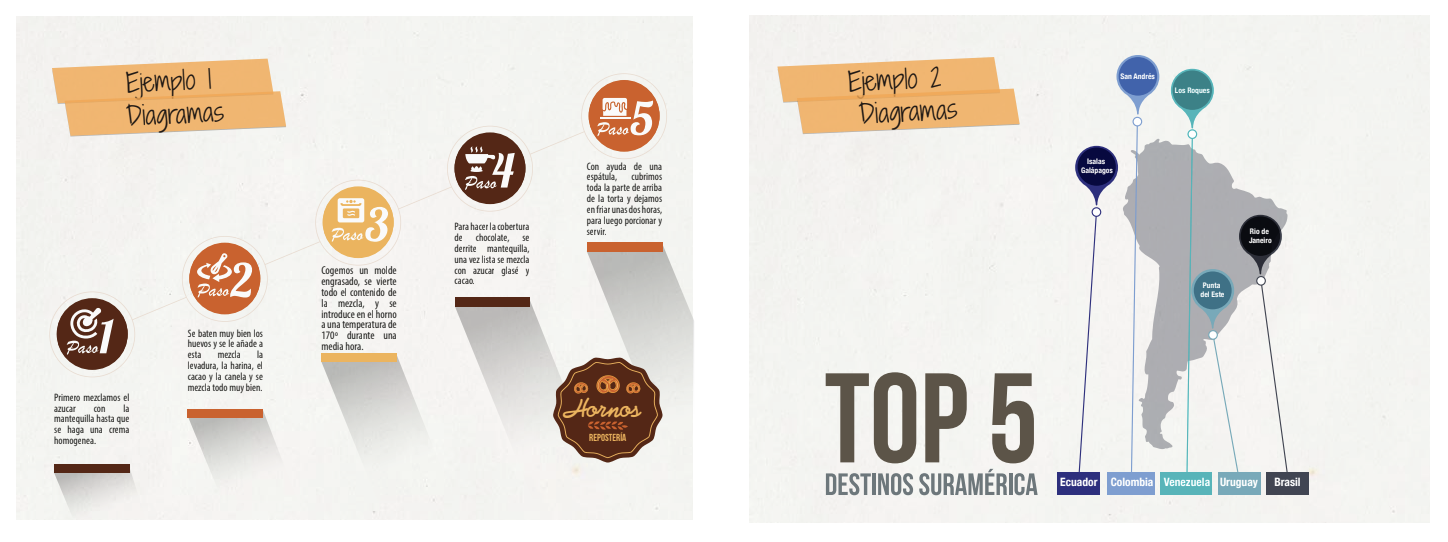 Ejemplo 1
Diagramas
Paso 1
Primero mezclamos el
azucar con la
mantequilla hasta que
se haga una crema
homogenea.
Paso 2
Se baten muy bien los
huevos y se le añade a
esta mezcla la
levadura, la harina, el
cacao y la canela y se
mezcla todo muy bien.
Paso 3
Cogemos un molde
engrasado, se vierte
todo el contenido de
la mezcla, y se
introduce en el horno
a una temperatura de
170º durante una
media hora.
Paso 4
Para hacer la cobertura
de chocolate, se
derrite mantequilla,
una vez lista se mezcla
con azucar glasé y
cacao.
Paso 5
Con ayuda de una
espátula, cubrimos
toda la parte de arriba
de la torta y dejamos
en friar unas dos horas,
para luego porcionar y
servir.
Hornos
REPOSTERÍA
Ejemplo 2
Diagramas
San Andrés
Los Roques
Isalas
Galápagos
Rio de
Janeiro
Punta
del Este
TOP 5
DESTINOS SURAMÉRICA
Ecuador
Colombia
Venezuela
Uruguay
Brasil